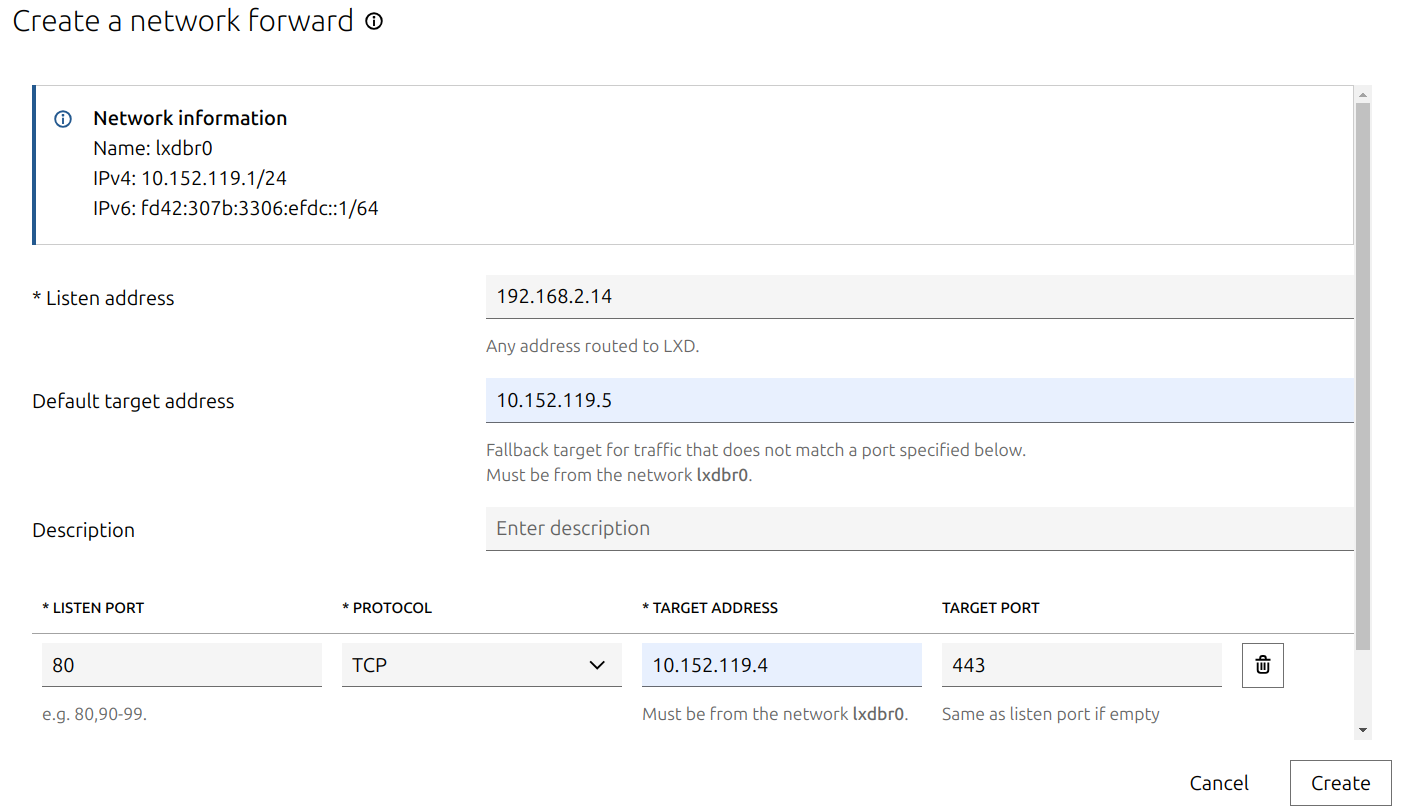 Create a network forward
Network information
Name: lxdbr0
IPv4: 10.152.119.1/24
IPv6: fd42:307b:3306:efdc::1/64
* Listen address
192.168.2.14
Any address routed to LXD.
Default target address
10.152.119.5
Fallback target for traffic that does not match a port specified below.
Must be from the network lxdbr0.
Description
Enter description
* LISTEN PORT * PROTOCOL * TARGET ADDRESS TARGET PORT
80 TCP 10.152.119.4 443
e.g. 80,90-99. Must be from the network lxdbr0. Same as listen port if empty
Cancel Create